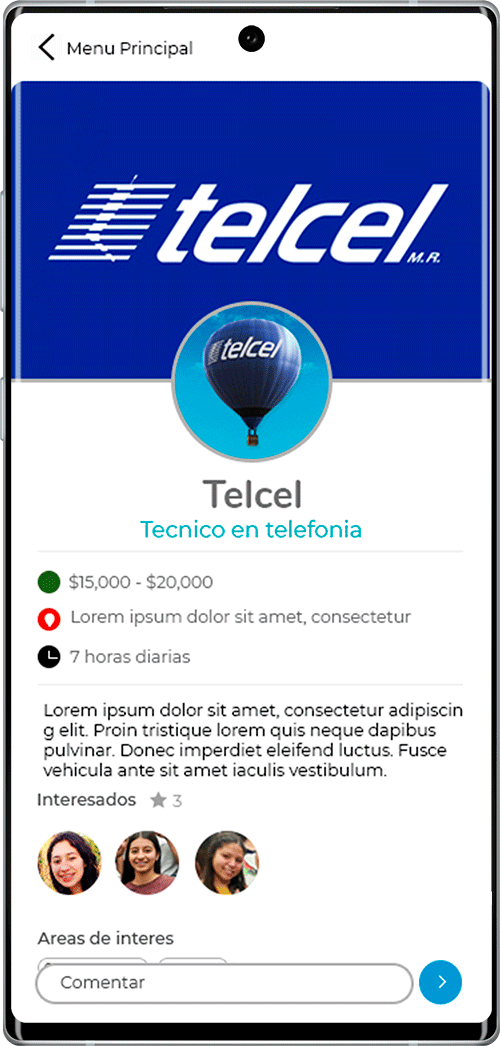 Menu Principal
telcel
M.R.
telcel
Telcel
Tecnico en telefonia
$15,000 - $20,000
Lorem ipsum dolor sit amet, consectetur
7 horas diarias
Lorem ipsum dolor sit amet, consectetur adipiscin
g elit. Proin tristique lorem quis neque dapibus
pulvinar. Donec imperdiet eleifend luctus. Fusce
vehicula ante sit amet iaculis vestibulum.
Interesados 3
Areas de interes
Comentar